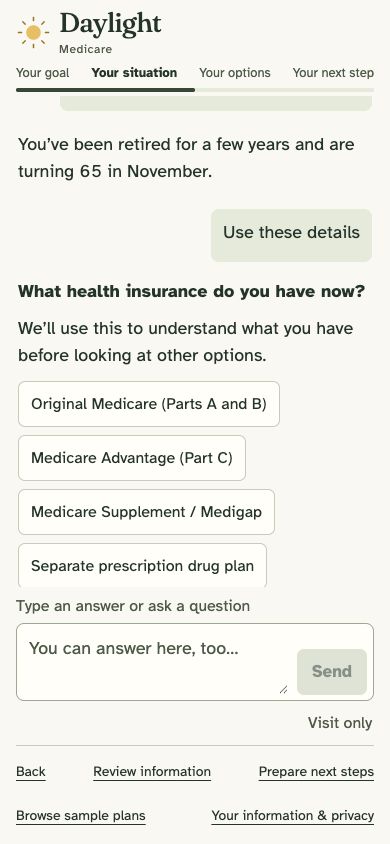 Daylight
Medicare
Your goal
Your situation
Your options
Your next step
You’ve been retired for a few years and are
turning 65 in November.
Use these details
What health insurance do you have now?
We’ll use this to understand what you have
before looking at other options.
Original Medicare (Parts A and B)
Medicare Advantage (Part C)
Medicare Supplement / Medigap
Separate prescription drug plan
Type an answer or ask a question
You can answer here, too...
Send
Visit only
Back
Review information
Prepare next steps
Browse sample plans
Your information & privacy